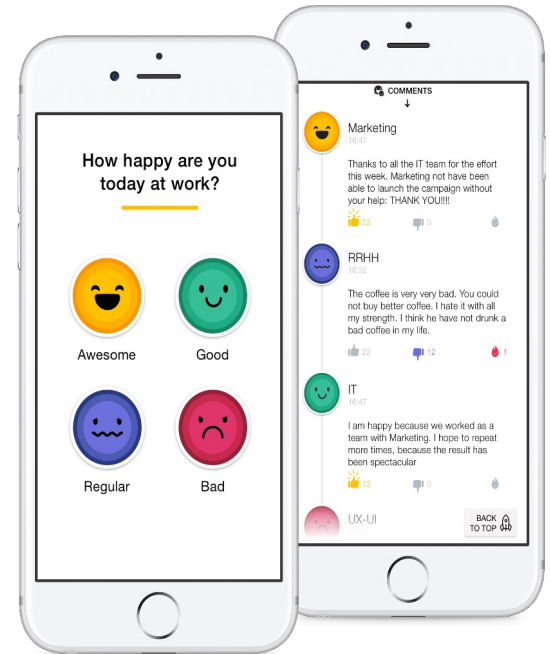 How happy are you
today at work?
Awesome
Good
Regular
Bad
COMMENTS
Marketing
16:47
Thanks to all the IT team for the effort
this week. Marketing not have been
able to launch the campaign without
your help: THANK YOU!!!!
22
0
RRHH
16:32
The coffee is very very bad. You could
not buy better coffee. I hate it with all
my strength. I think he have not drunk a
bad coffee in my life.
22
12
1
IT
16:47
I am happy because we worked as a
team with Marketing. I hope to repeat
more times, because the result has
been spectacular
12
0
UX-UI
BACK
TO TOP